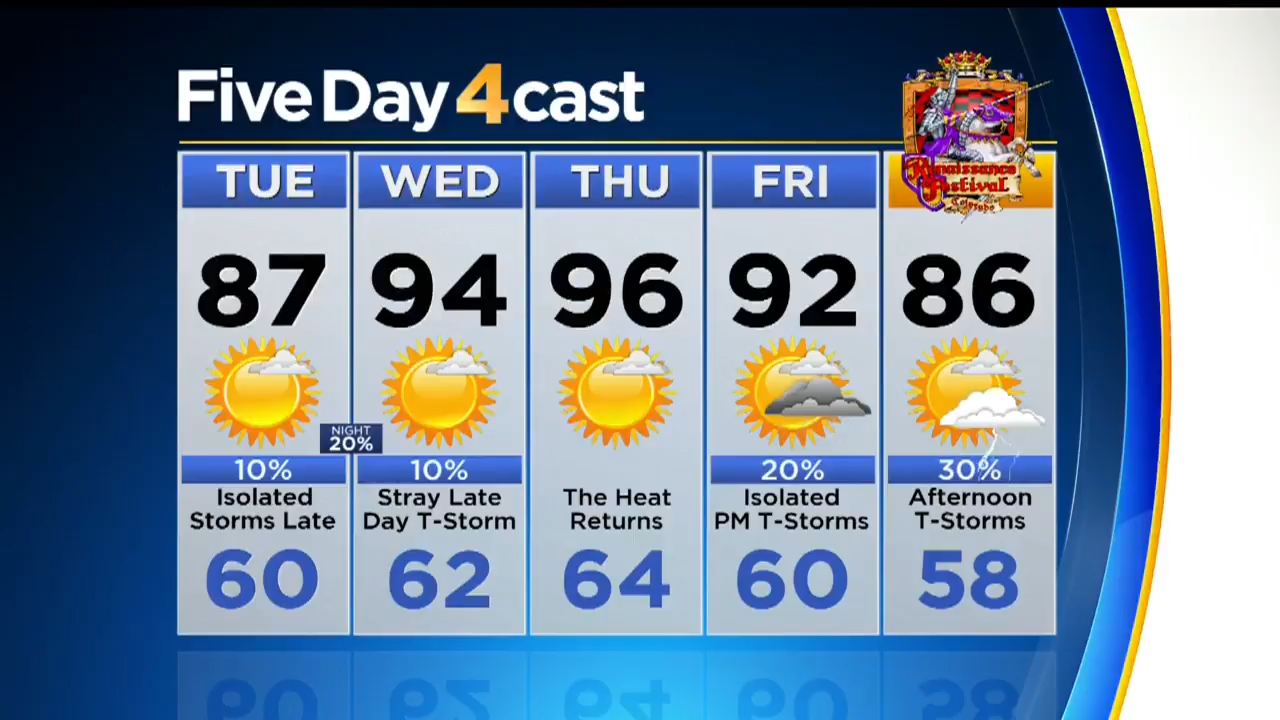 Five Day 4cast
TUE
87
NIGHT
20%
10%
Isolated
Storms Late
60
WED
94
10%
Stray Late
Day T-Storm
62
THU
96
The Heat
Returns
64
FRI
92
20%
Isolated
PM T-Storms
60
Renaissance
Festival
Colorado
86
30%
Afternoon
T-Storms
58